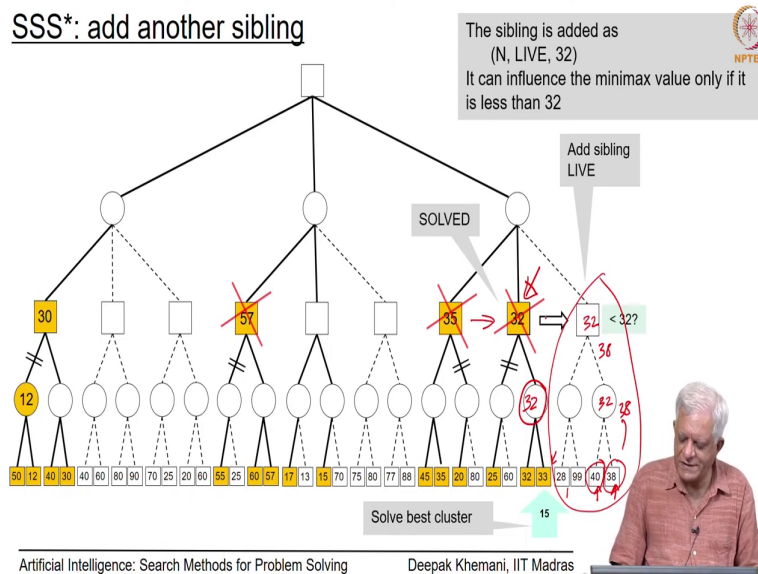 SSS*: add another sibling
The sibling is added as
(N, LIVE, 32)
It can influence the minimax value only if it
is less than 32
NPTE
Add sibling
LIVE
SOLVED
30
57
35
32
32
< 32?
38
12
32
32
38
50 12 40 30 40 60 80 90 70 25 20 60 55 25 60 57 17 13 15 70 75 80 77 88 45 35 20 80 25 60 32 33 28 99 40 38
Solve best cluster
15
Artificial Intelligence: Search Methods for Problem Solving
Deepak Khemani, IIT Madras